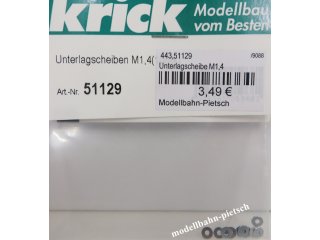 krick
Modellbau
vom Besten
Unterlagscheiben M1,4(
Art.-Nr. 51129
443,51129
Unterlagscheibe M1,4
3,49 €
Modellbahn-Pietsch
modellbahn-pietsch